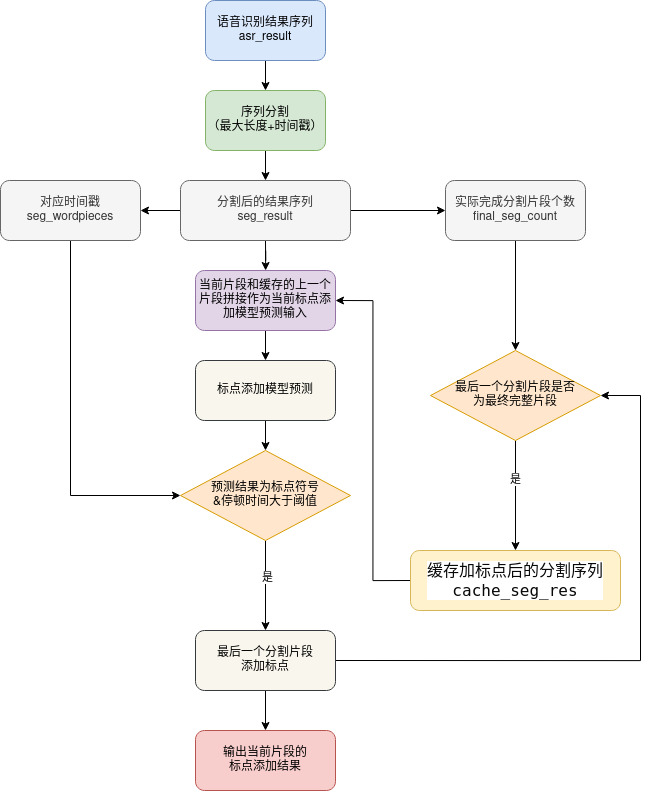 语音识别结果序列
asr_result
序列分割
（最大长度+时间戳）
对应时间戳
seg_wordpieces
分割后的结果序列
seg_result
实际完成分割片段个数
final_seg_count
当前片段和缓存的上一个
片段拼接作为当前标点添
加模型预测输入
标点添加模型预测
最后一个分割片段是否
为最终完整片段
预测结果为标点符号
&停顿时间大于阈值
是
缓存加标点后的分割序列
cache_seg_res
是
最后一个分割片段
添加标点
输出当前片段的
标点添加结果